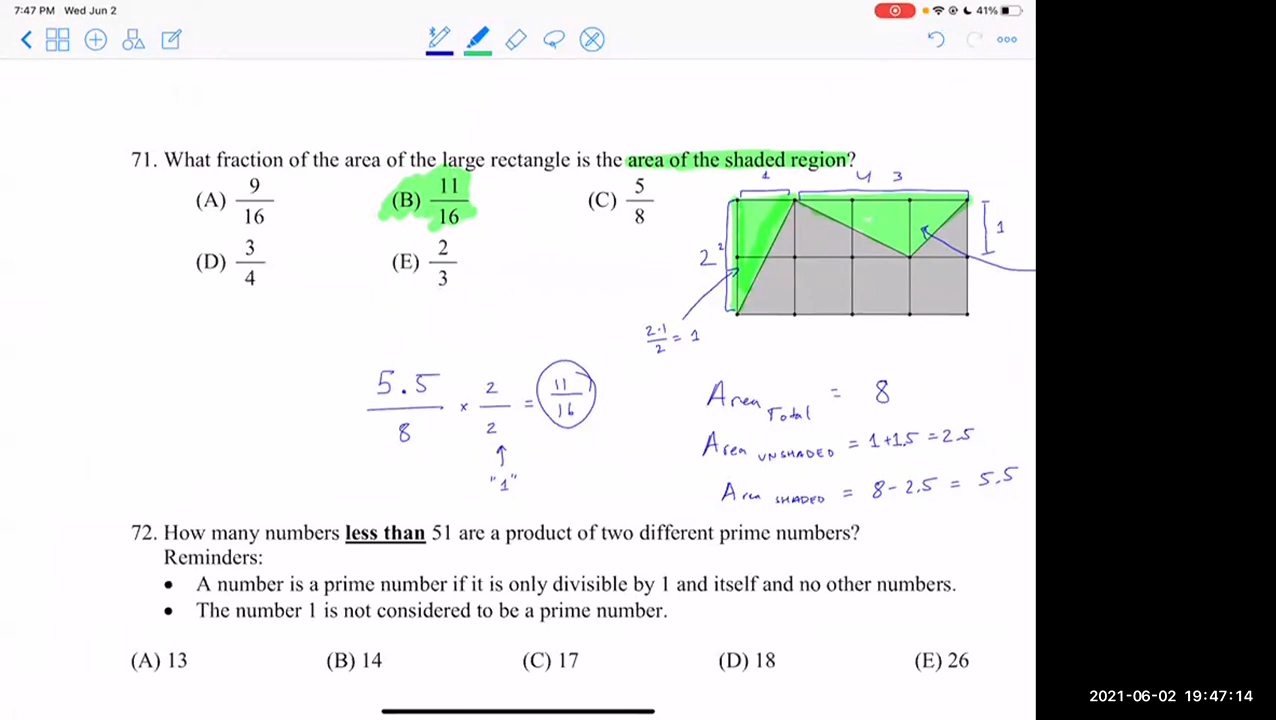 7:47 PM Wed Jun 2
41%
71. What fraction of the area of the large rectangle is the area of the shaded region?
(A) 9/16
(B) 11/16
(C) 5/8
(D) 3/4
(E) 2/3
1
4 3
2
2
1
2·1/2 = 1
5.5/8 × 2/2 = 11/16
"1"
Area Total = 8
Area UNSHADED = 1+1.5 = 2.5
Area SHADED = 8 - 2.5 = 5.5
72. How many numbers less than 51 are a product of two different prime numbers?
Reminders:
• A number is a prime number if it is only divisible by 1 and itself and no other numbers.
• The number 1 is not considered to be a prime number.
(A) 13 (B) 14 (C) 17 (D) 18 (E) 26
2021-06-02 19:47:14